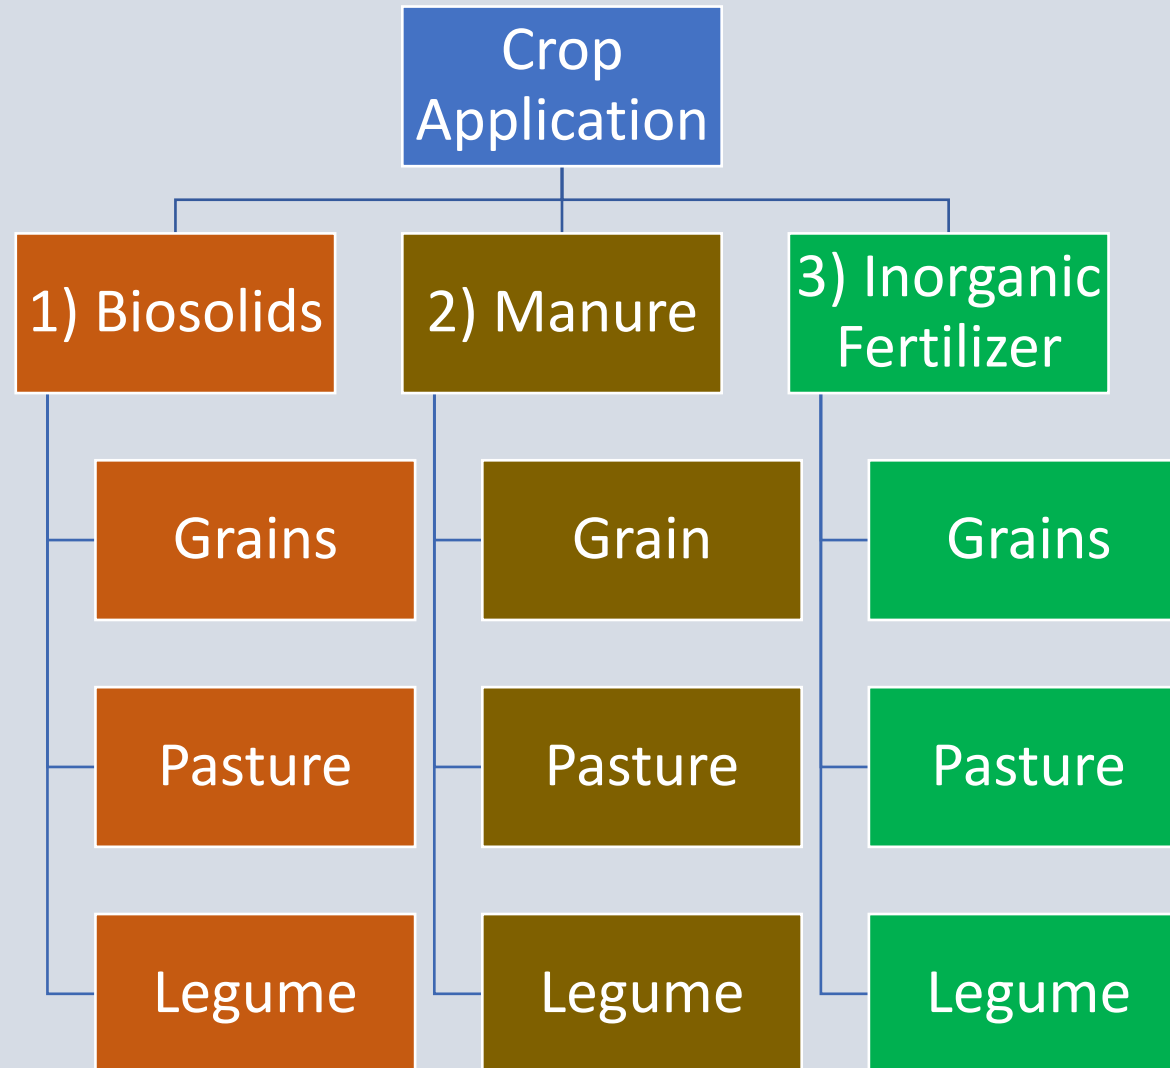 Crop
Application
1) Biosolids
2) Manure
3) Inorganic
Fertilizer
Grains
Grain
Grains
Pasture
Pasture
Pasture
Legume
Legume
Legume